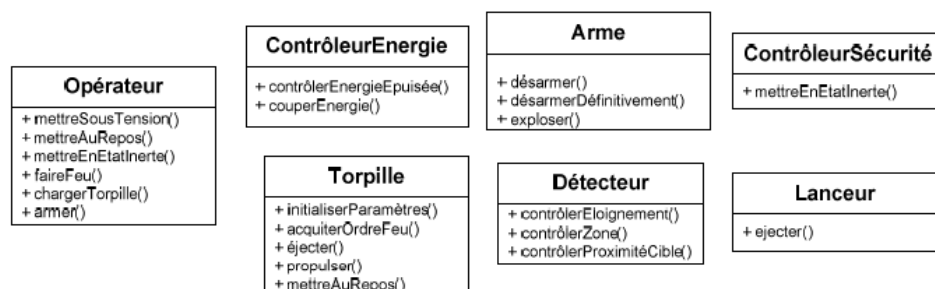 Opérateur
+ mettreSousTension()
+ mettreAuRepos()
+ mettreEnEtatInerte()
+ faireFeu()
+ chargerTorpille()
+ armer()
ContrôleurEnergie
+ contrôlerEnergieEpuisée()
+ couperEnergie()
Arme
+ désarmer()
+ désarmerDéfinitivement()
+ exploser()
ContrôleurSécurité
+ mettreEnEtatInerte()
Torpille
+ initialiserParamètres()
+ acquiterOrdreFeu()
+ éjecter()
+ propulser()
+ mettreAuRepos()
Détecteur
+ contrôlerEloignement()
+ contrôlerZone()
+ contrôlerProximitéCible()
Lanceur
+ ejecter()